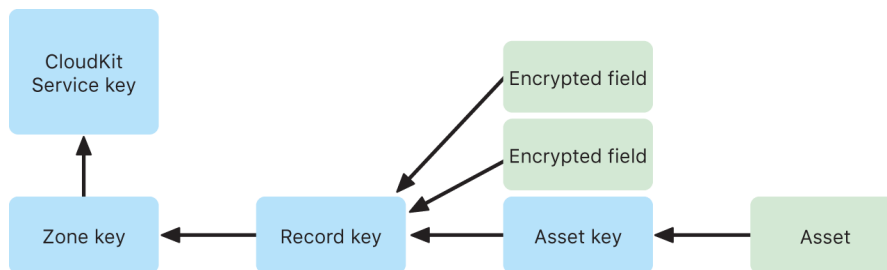 CloudKit
Service key
Encrypted field
Encrypted field
Zone key
Record key
Asset key
Asset